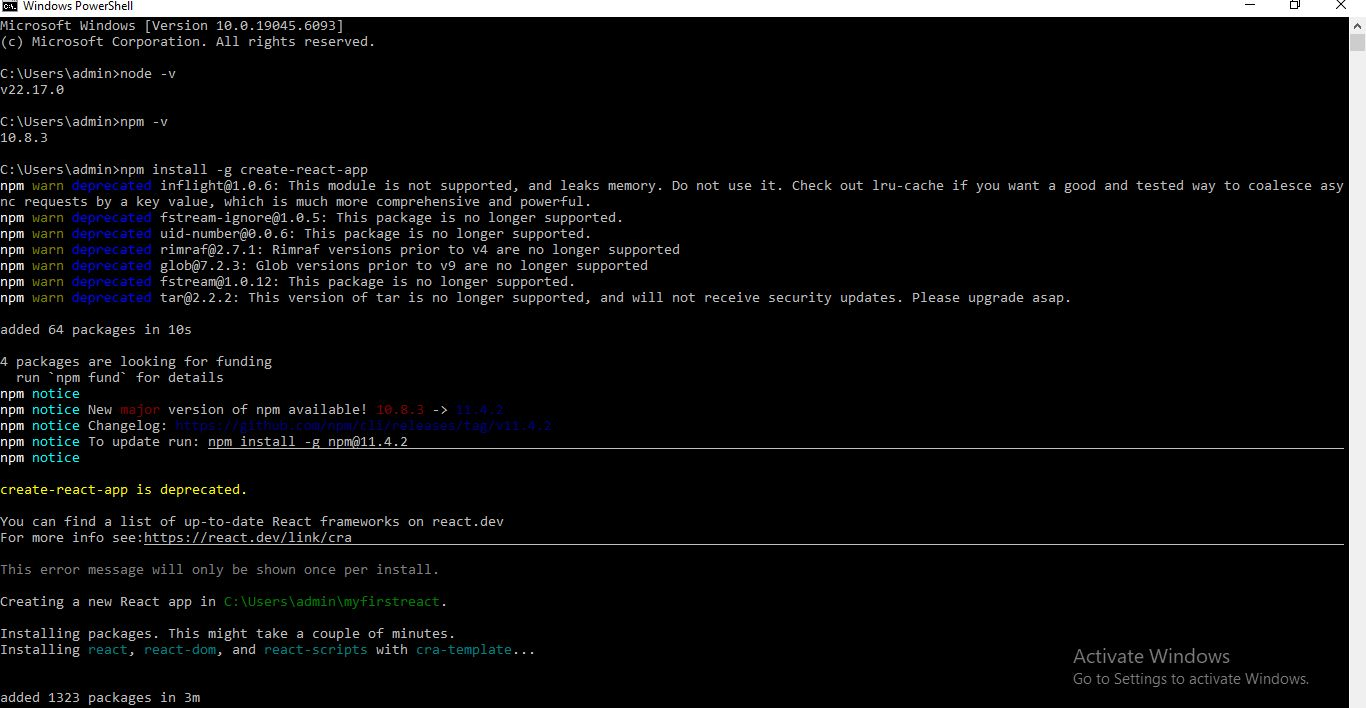 Windows PowerShell
Microsoft Windows [Version 10.0.19045.6093]
(c) Microsoft Corporation. All rights reserved.
C:\Users\admin>node -v
v22.17.0
C:\Users\admin>npm -v
10.8.3
C:\Users\admin>npm install -g create-react-app
npm warn deprecated inflight@1.0.6: This module is not supported, and leaks memory. Do not use it. Check out lru-cache if you want a good and tested way to coalesce asy
nc requests by a key value, which is much more comprehensive and powerful.
npm warn deprecated fstream-ignore@1.0.5: This package is no longer supported.
npm warn deprecated uid-number@0.0.6: This package is no longer supported.
npm warn deprecated rimraf@2.7.1: Rimraf versions prior to v4 are no longer supported
npm warn deprecated glob@7.2.3: Glob versions prior to v9 are no longer supported
npm warn deprecated fstream@1.0.12: This package is no longer supported.
npm warn deprecated tar@2.2.2: This version of tar is no longer supported, and will not receive security updates. Please upgrade asap.
added 64 packages in 10s
4 packages are looking for funding
run `npm fund` for details
npm notice
npm notice New major version of npm available! 10.8.3 -> 11.4.2
npm notice Changelog: https://github.com/npm/cli/releases/tag/v11.4.2
npm notice To update run: npm install -g npm@11.4.2
npm notice
create-react-app is deprecated.
You can find a list of up-to-date React frameworks on react.dev
For more info see:https://react.dev/link/cra
This error message will only be shown once per install.
Creating a new React app in C:\Users\admin\myfirstreact.
Installing packages. This might take a couple of minutes.
Installing react, react-dom, and react-scripts with cra-template...
Activate Windows
Go to Settings to activate Windows.
added 1323 packages in 3m